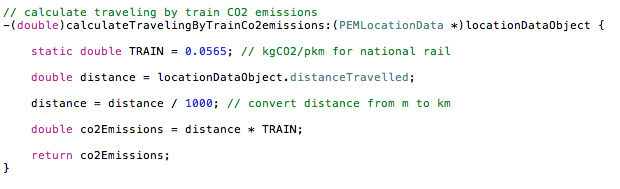 // calculate traveling by train CO2 emissions
-(double)calculateTravelingByTrainCo2emissions:(PEMLocationData *)locationDataObject {
static double TRAIN = 0.0565; // kgCO2/pkm for national rail
double distance = locationDataObject.distanceTravelled;
distance = distance / 1000; // convert distance from m to km
double co2Emissions = distance * TRAIN;
return co2Emissions;
}